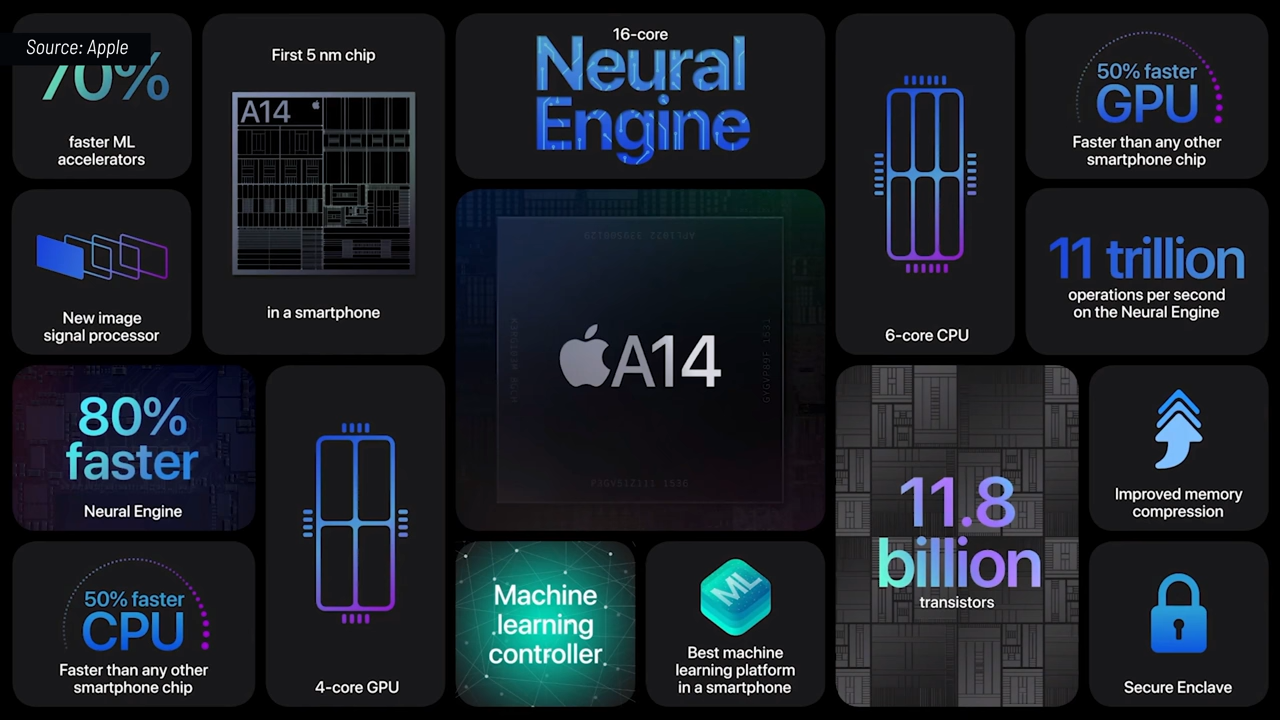 Source: Apple
70%
faster ML
accelerators
First 5 nm chip
A14
in a smartphone
16-core
Neural
Engine
6-core CPU
50% faster
GPU
Faster than any other
smartphone chip
New image
signal processor
A14
11 trillion
operations per second
on the Neural Engine
80%
faster
Neural Engine
4-core GPU
11.8
billion
transistors
Improved memory
compression
50% faster
CPU
Faster than any other
smartphone chip
Machine
learning
controller
ML
Best machine
learning platform
in a smartphone
Secure Enclave